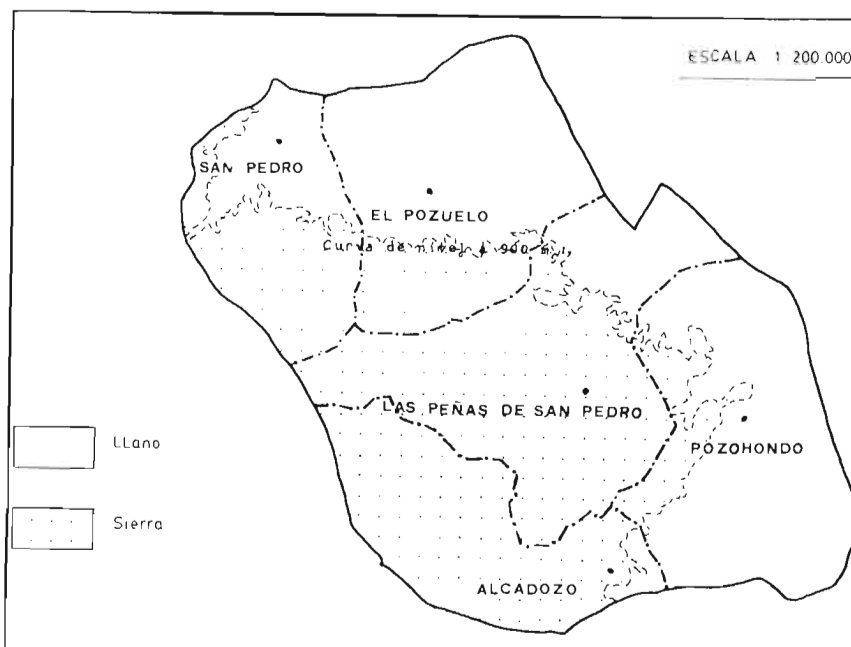 ESCALA 1 200.000
SAN PEDRO
EL POZUELO
Curva de nivel a 900 m.
LAS PEÑAS DE SAN PEDRO
LLano
POZOHONDO
Sierra
ALCADOZO